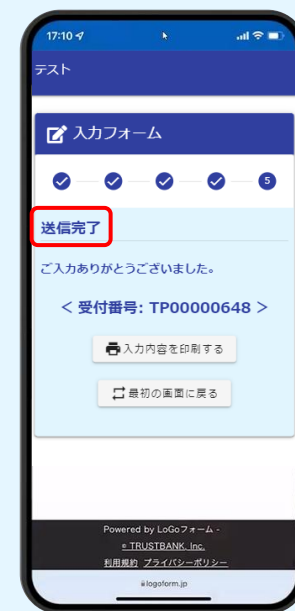 17:10
テスト
入力フォーム
5
送信完了
ご入力ありがとうございました。
< 受付番号: TP00000648 >
入力内容を印刷する
最初の画面に戻る
Powered by LoGoフォーム -
© TRUSTBANK, Inc.
利用規約 プライバシーポリシー
logoform.jp